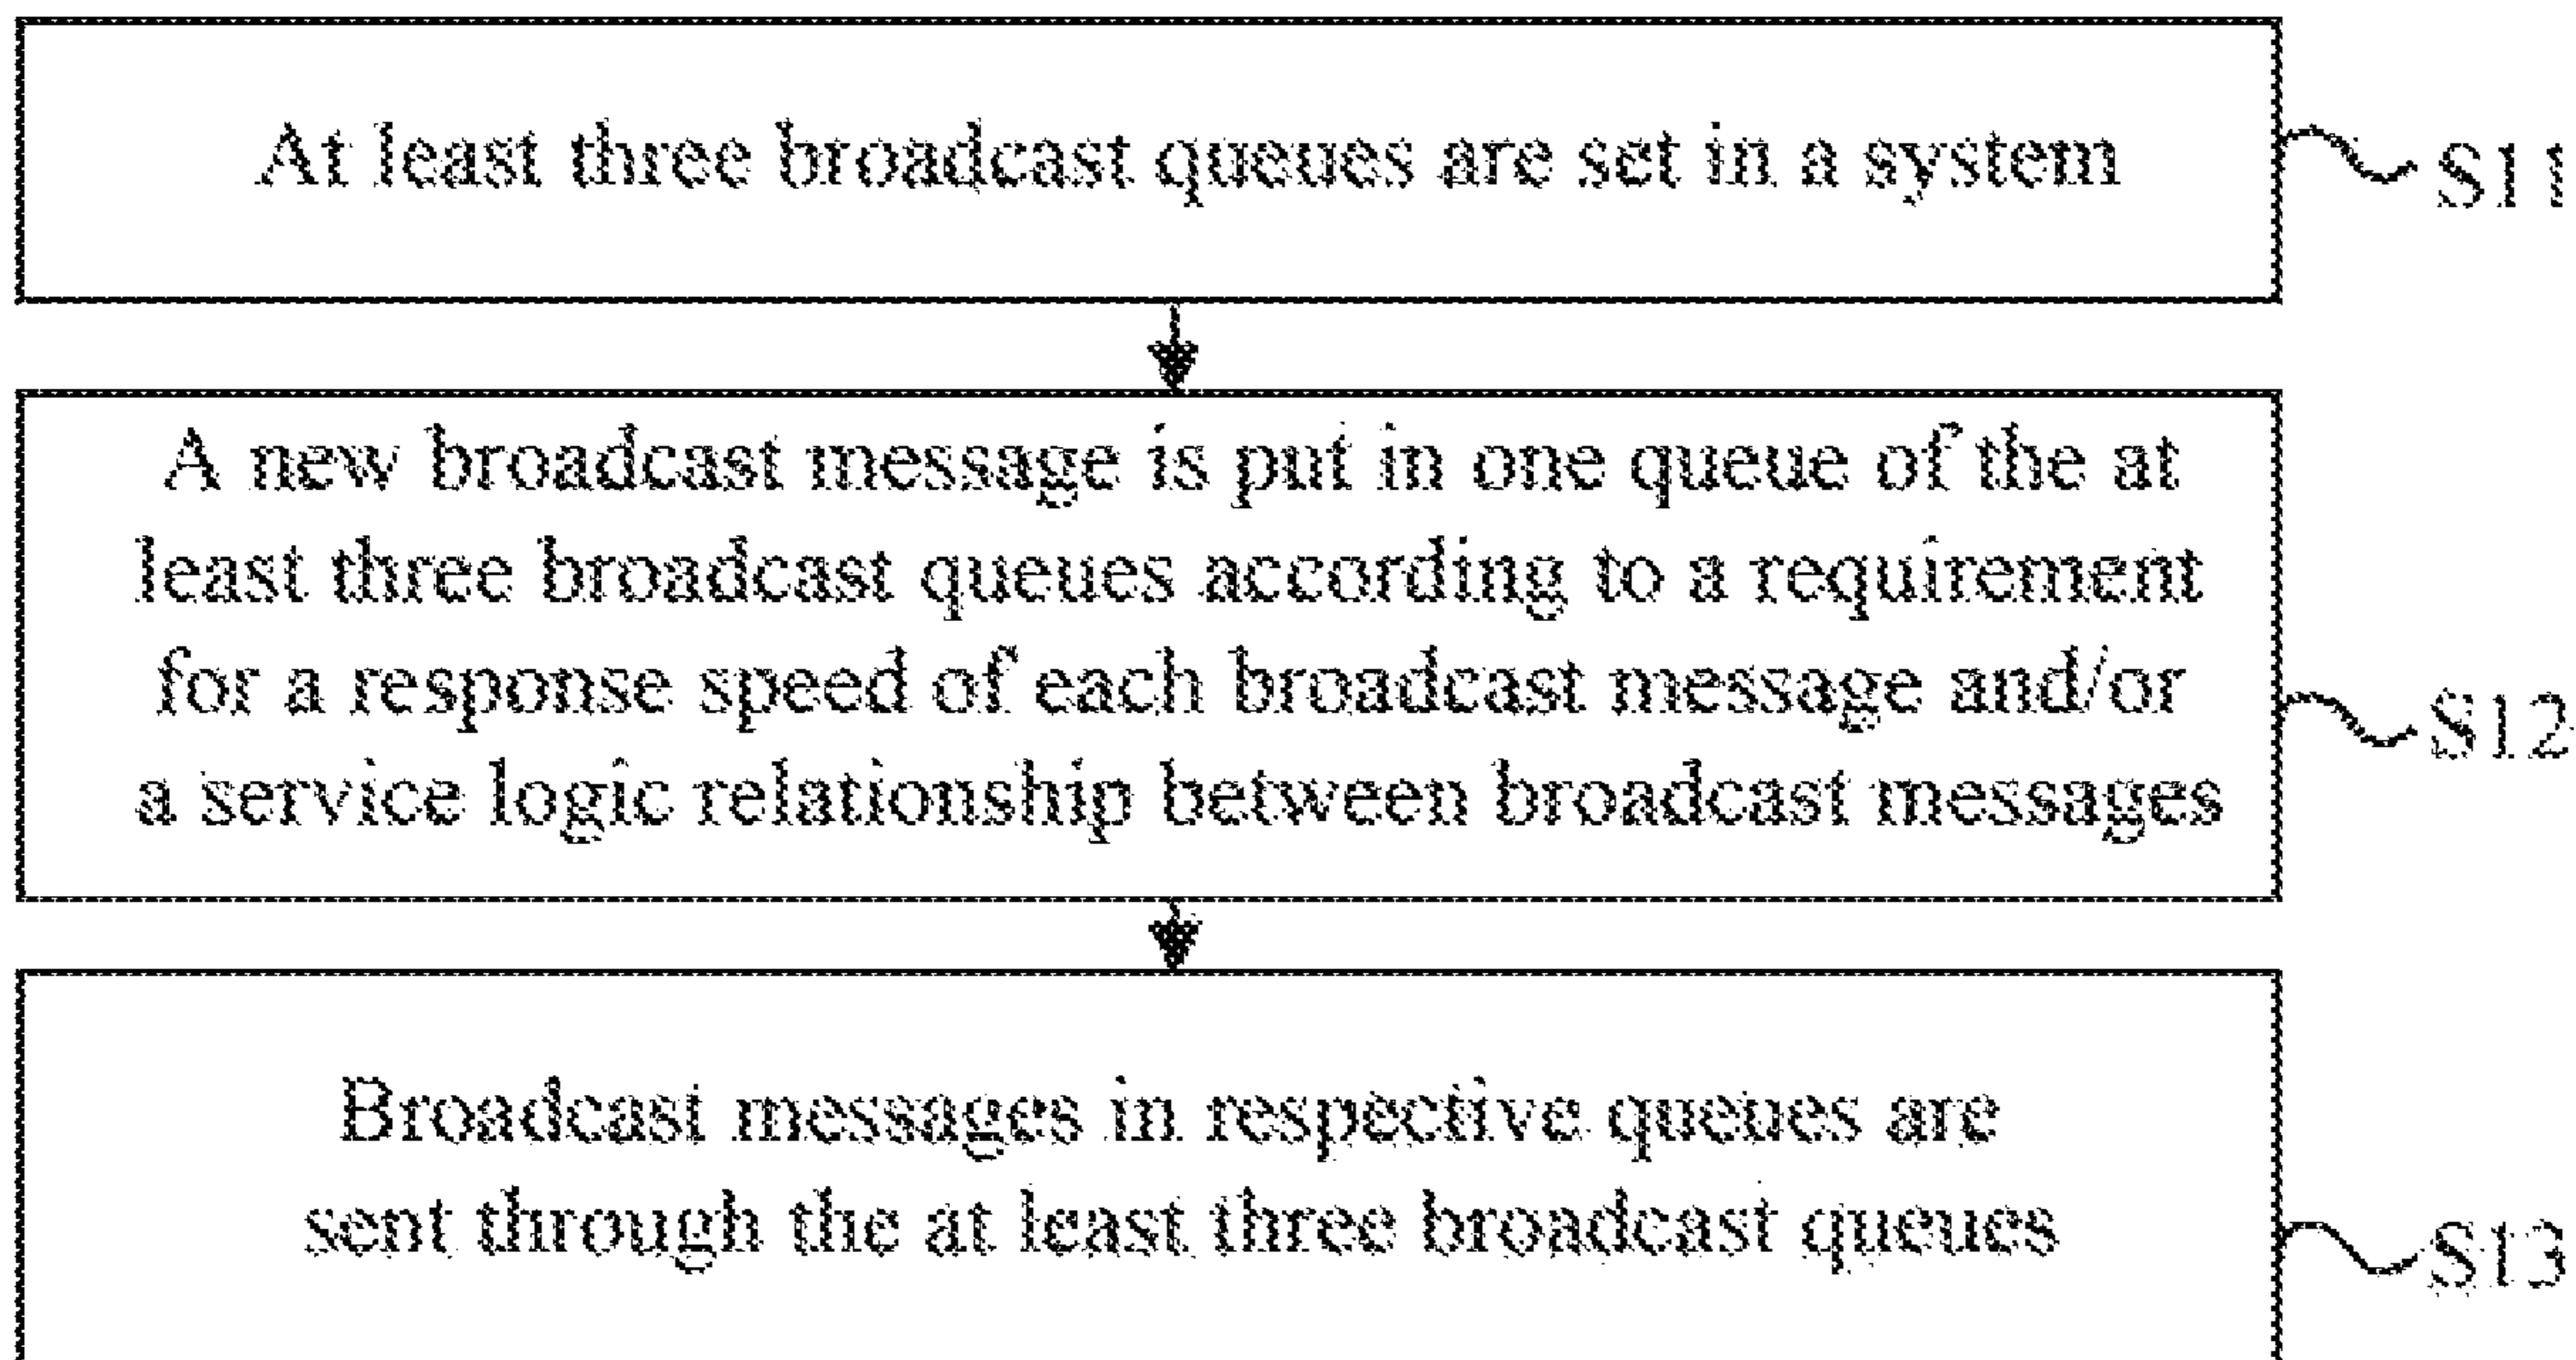 At least three broadcast queues are set in a system
S11
A new broadcast message is put in one queue of the at
least three broadcast queues according to a requirement
for a response speed of each broadcast message and/or
a service logic relationship between broadcast messages
S12
Broadcast messages in respective queues are
sent through the at least three broadcast queues
S13